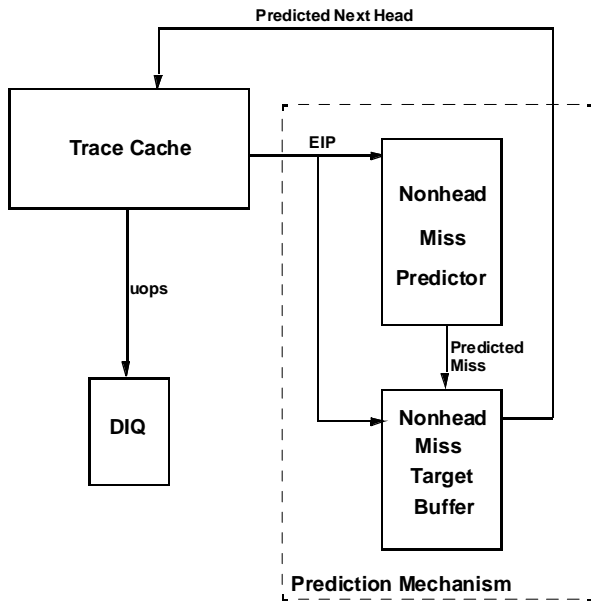 Predicted Next Head
Trace Cache
EIP
Nonhead
Miss
Predictor
uops
Predicted
Miss
DIQ
Nonhead
Miss
Target
Buffer
Prediction Mechanism